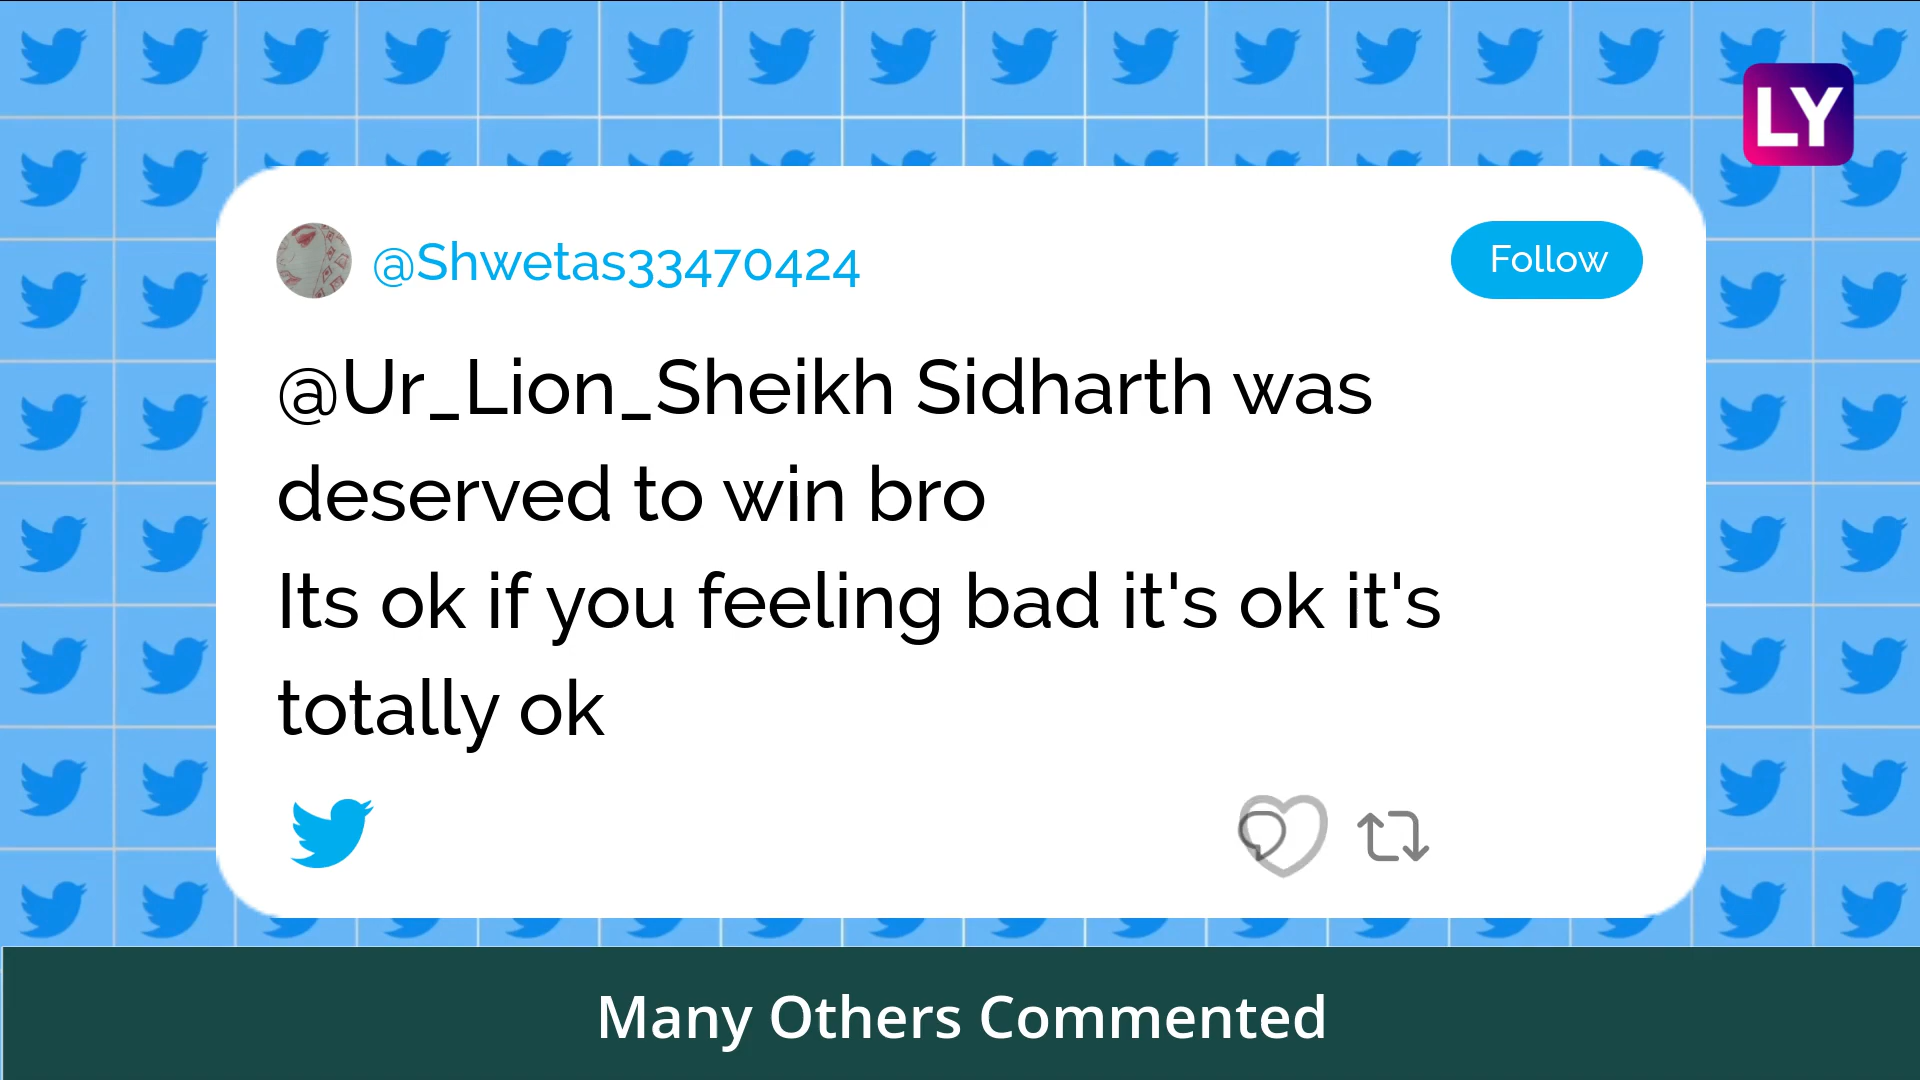 LY
@Shwetas33470424
Follow
@Ur_Lion_Sheikh Sidharth was
deserved to win bro
Its ok if you feeling bad it's ok it's
totally ok
Many Others Commented